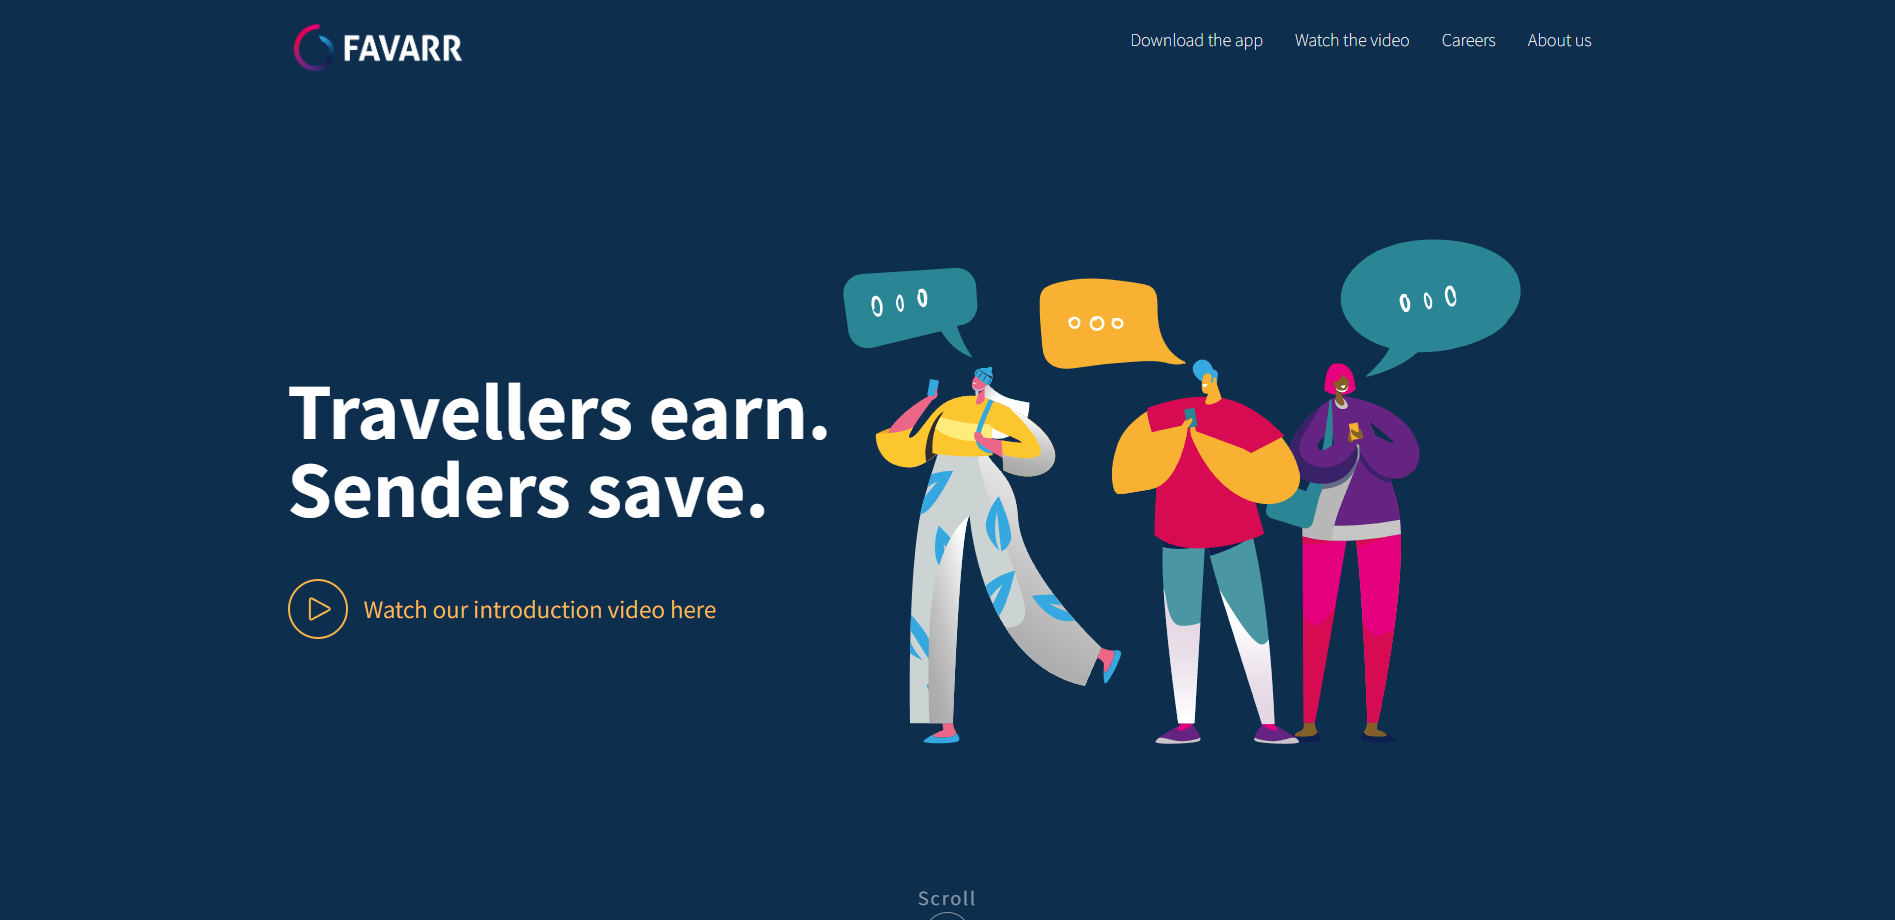 FAVARR
Download the app
Watch the video
Careers
About us
Travellers earn.
Senders save.
Watch our introduction video here
Scroll